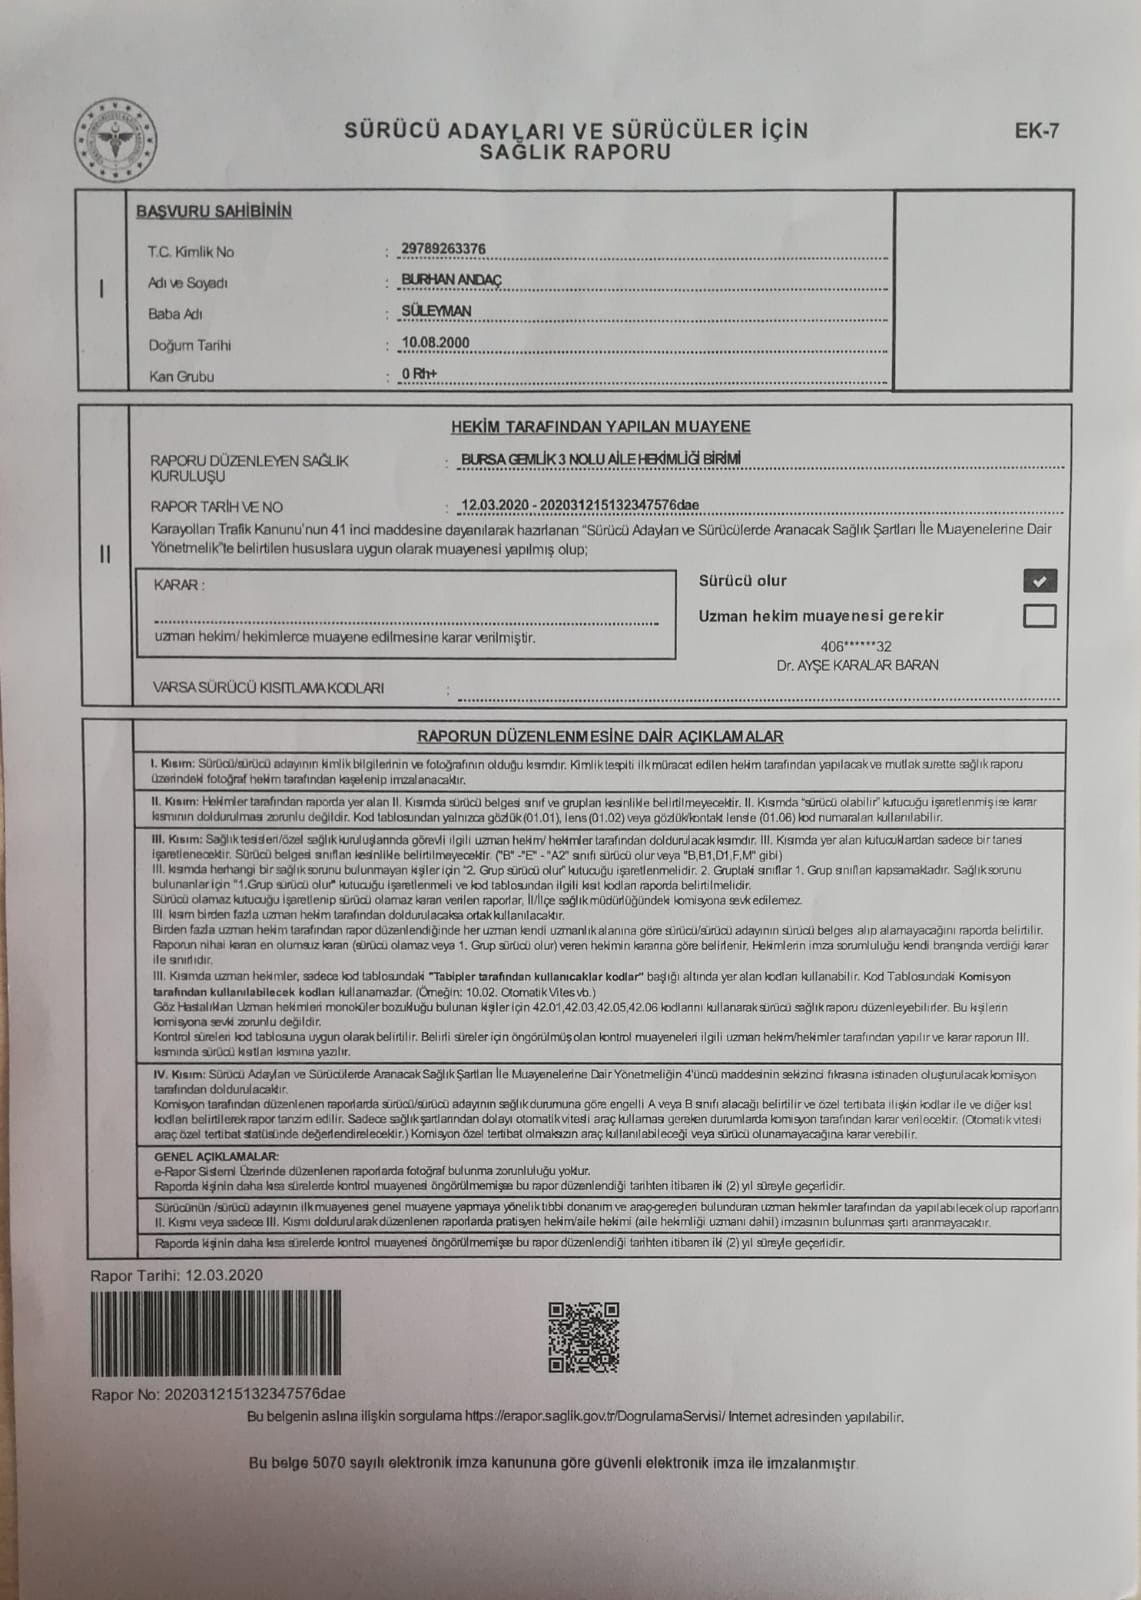 SÜRÜCÜ ADAYLARI VE SÜRÜCÜLER İÇİN
SAĞLIK RAPORU
EK-7
I
BAŞVURU SAHİBİNİN
T.C. Kimlik No : 29789263376
Adı ve Soyadı : BURHAN ANDAÇ
Baba Adı : SÜLEYMAN
Doğum Tarihi : 10.08.2000
Kan Grubu : 0 Rh+
II
HEKİM TARAFINDAN YAPILAN MUAYENE
RAPORU DÜZENLEYEN SAĞLIK : BURSA GEMLİK 3 NOLU AİLE HEKİMLİĞİ BİRİMİ
KURULUŞU
RAPOR TARİH VE NO : 12.03.2020 - 202031215132347576dae
Karayolları Trafik Kanunu'nun 41 inci maddesine dayanılarak hazırlanan "Sürücü Adayları ve Sürücülerde Aranacak Sağlık Şartları İle Muayenelerine Dair
Yönetmelik"te belirtilen hususlara uygun olarak muayenesi yapılmış olup;
KARAR :
uzman hekim/ hekimlerce muayene edilmesine karar verilmiştir.
Sürücü olur
Uzman hekim muayenesi gerekir
406******32
Dr. AYŞE KARALAR BARAN
VARSA SÜRÜCÜ KISITLAMA KODLARI :
RAPORUN DÜZENLENMESİNE DAİR AÇIKLAMALAR
I. Kısım: Sürücü/sürücü adayının kimlik bilgilerinin ve fotoğrafının olduğu kısımdır. Kimlik tespiti ilk müracat edilen hekim tarafından yapılacak ve mutlak surette sağlık raporu
üzerindeki fotoğraf hekim tarafından kaşelenip imzalanacaktır.
II. Kısım: Hekimler tarafından raporda yer alan II. Kısımda sürücü belgesi sınıf ve grupları kesinlikle belirtilmeyecektir. II. Kısımda "sürücü olabilir" kutucuğu işaretlenmiş ise karar
kısmının doldurulması zorunlu değildir. Kod tablosundan yalnızca gözlük (01.01), lens (01.02) veya gözlük/kontakt lensle (01.06) kod numaraları kullanılabilir.
III. Kısım: Sağlık tesisleri/özel sağlık kuruluşlarında görevli ilgili uzman hekim/ hekimler tarafından doldurulacak kısımdır. III. Kısımda yer alan kutucuklardan sadece bir tanesi
işaretlenecektir. Sürücü belgesi sınıfları kesinlikle belirtilmeyecektir. ("B" -"E" - "A2" sınıfı sürücü olur veya "B,B1,D1,F,M" gibi)
III. kısımda herhangi bir sağlık sorunu bulunmayan kişiler için "2. Grup sürücü olur" kutucuğu işaretlenmelidir. 2. Gruptaki sınıflar 1. Grup sınıfları kapsamaktadır. Sağlık sorunu
bulunanlar için "1.Grup sürücü olur" kutucuğu işaretlenmeli ve kod tablosundan ilgili kısıt kodları raporda belirtilmelidir.
Sürücü olamaz kutucuğu işaretlenip sürücü olamaz kararı verilen raporlar, İl/İlçe sağlık müdürlüğündeki komisyona sevk edilemez.
III. kısım birden fazla uzman hekim tarafından doldurulacaksa ortak kullanılacaktır.
Birden fazla uzman hekim tarafından rapor düzenlendiğinde her uzman kendi uzmanlık alanına göre sürücü/sürücü adayının sürücü belgesi alıp alamayacağını raporda belirtilir.
Raporun nihai kararı en olumsuz kararı (sürücü olamaz veya 1. Grup sürücü olur) veren hekimin kararına göre belirlenir. Hekimlerin imza sorumluluğu kendi branşında verdiği karar
ile sınırlıdır.
III. Kısımda uzman hekimler, sadece kod tablosundaki "Tabipler tarafından kullanıcaklar kodlar" başlığı altında yer alan kodları kullanabilir. Kod Tablosundaki Komisyon
tarafından kullanılabilecek kodları kullanamazlar. (Örneğin: 10.02. Otomatik Vites vb.)
Göz Hastalıkları Uzman hekimleri monoküler bozukluğu bulunan kişiler için 42.01,42.03,42.05,42.06 kodlarını kullanarak sürücü sağlık raporu düzenleyebilirler. Bu kişilerin
komisyona sevki zorunlu değildir.
Kontrol süreleri kod tablosuna uygun olarak belirtilir. Belirli süreler için öngörülmüş olan kontrol muayeneleri ilgili uzman hekim/hekimler tarafından yapılır ve karar raporun III.
kısmında sürücü kısıtları kısmına yazılır.
IV. Kısım: Sürücü Adayları ve Sürücülerde Aranacak Sağlık Şartları İle Muayenelerine Dair Yönetmeliğin 4'üncü maddesinin sekizinci fıkrasına istinaden oluşturulacak komisyon
tarafından doldurulacaktır.
Komisyon tarafından düzenlenen raporlarda sürücü/sürücü adayının sağlık durumuna göre engelli A veya B sınıfı alacağı belirtilir ve özel tertibata ilişkin kodlar ile ve diğer kısıt
kodları belirtilerek rapor tanzim edilir. Sadece sağlık şartlarından dolayı otomatik vitesli araç kullaması gereken durumlarda komisyon tarafından karar verilecektir. (Otomatik vitesli
araç özel tertibat statüsünde değerlendirelecektir.) Komisyon özel tertibat olmaksızın araç kullanılabileceği veya sürücü olunamayacağına karar verebilir.
GENEL AÇIKLAMALAR:
e-Rapor Sistemi Üzerinde düzenlenen raporlarda fotoğraf bulunma zorunluluğu yoktur.
Raporda kişinin daha kısa sürelerde kontrol muayenesi öngörülmemişse bu rapor düzenlendiği tarihten itibaren iki (2) yıl süreyle geçerlidir.
Sürücünün /sürücü adayının ilk muayenesi genel muayene yapmaya yönelik tıbbi donanım ve araç-gereçleri bulunduran uzman hekimler tarafından da yapılabilecek olup raporların
II. Kısmı veya sadece III. Kısmı doldurularak düzenlenen raporlarda pratisyen hekim/aile hekimi (aile hekimliği uzmanı dahil) imzasının bulunması şartı aranmayacaktır.
Raporda kişinin daha kısa sürelerde kontrol muayenesi öngörülmemişse bu rapor düzenlendiği tarihten itibaren iki (2) yıl süreyle geçerlidir.
Rapor Tarihi: 12.03.2020
Rapor No: 202031215132347576dae
Bu belgenin aslına ilişkin sorgulama https://erapor.saglik.gov.tr/DogrulamaServisi/ Internet adresinden yapılabilir.
Bu belge 5070 sayılı elektronik imza kanununa göre güvenli elektronik imza ile imzalanmıştır.